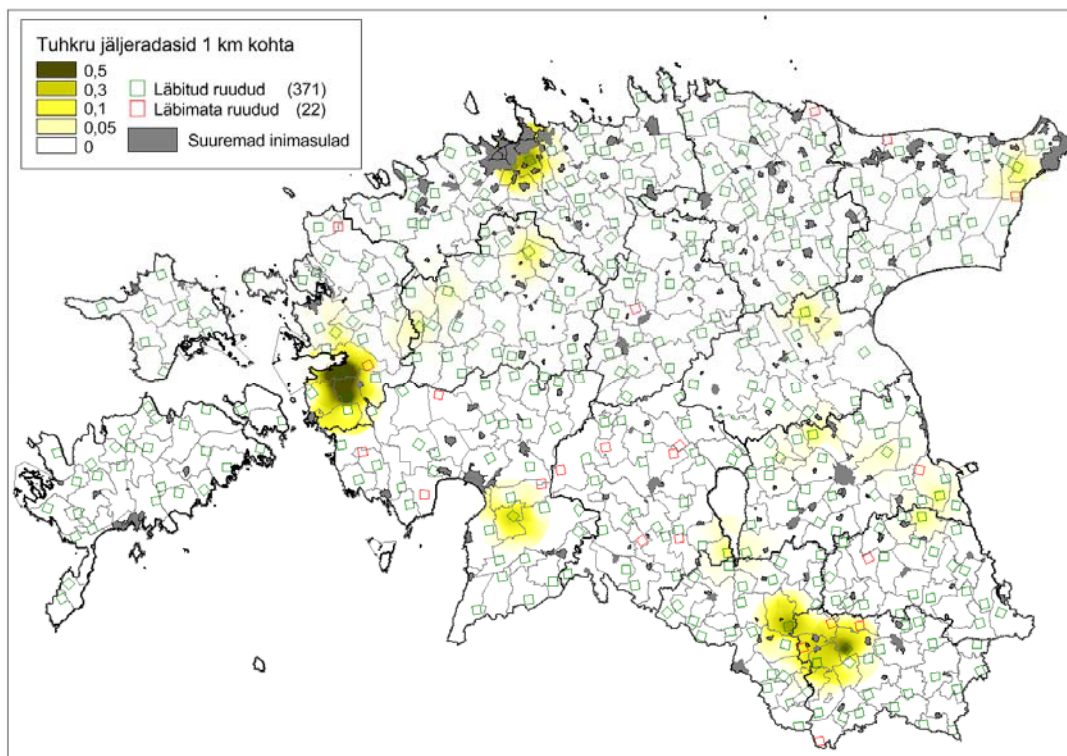 Tuhkru jäljeradasid 1 km kohta
0,5
0,3
0,1
0,05
0
Läbitud ruudud (371)
Läbimata ruudud (22)
Suuremad inimasulad